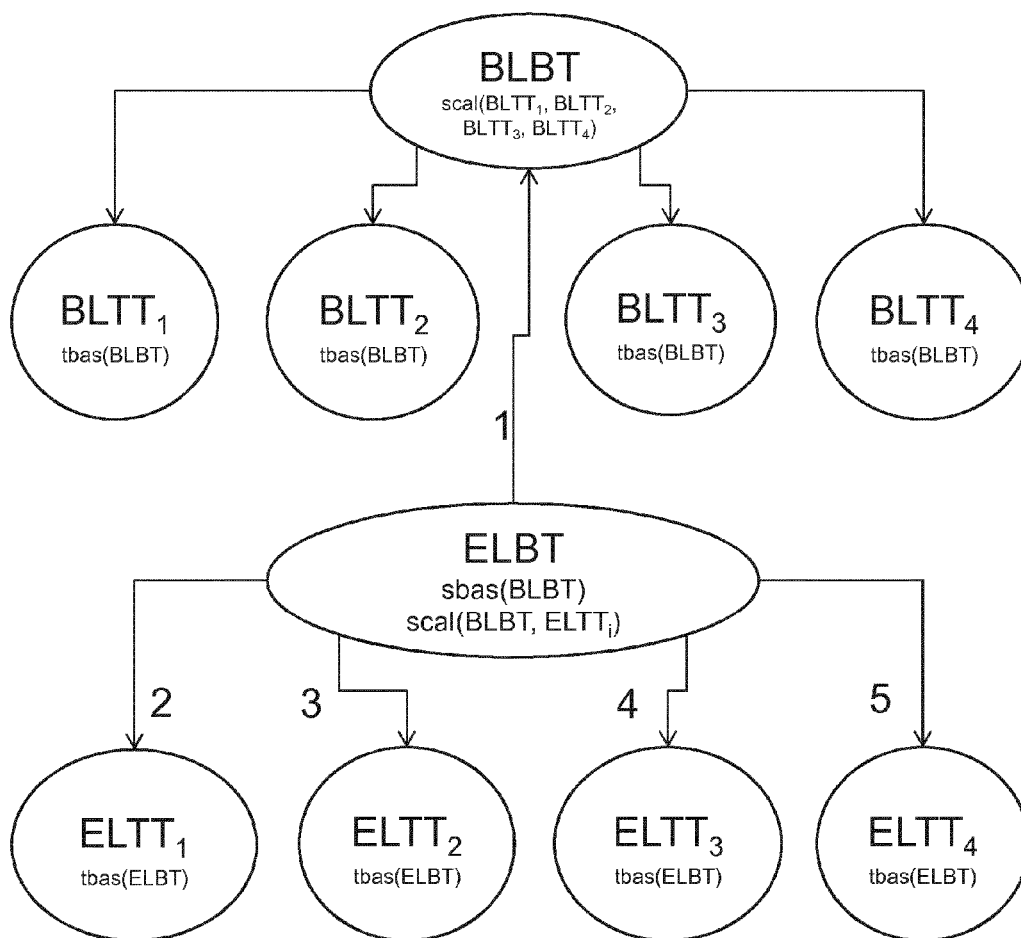 BLBT
scal(BLTT₁, BLTT₂,
BLTT₃, BLTT₄)
BLTT₁
tbas(BLBT)
BLTT₂
tbas(BLBT)
BLTT₃
tbas(BLBT)
BLTT₄
tbas(BLBT)
1
ELBT
sbas(BLBT)
scal(BLBT, ELTTᵢ)
2
3
4
5
ELTT₁
tbas(ELBT)
ELTT₂
tbas(ELBT)
ELTT₃
tbas(ELBT)
ELTT₄
tbas(ELBT)